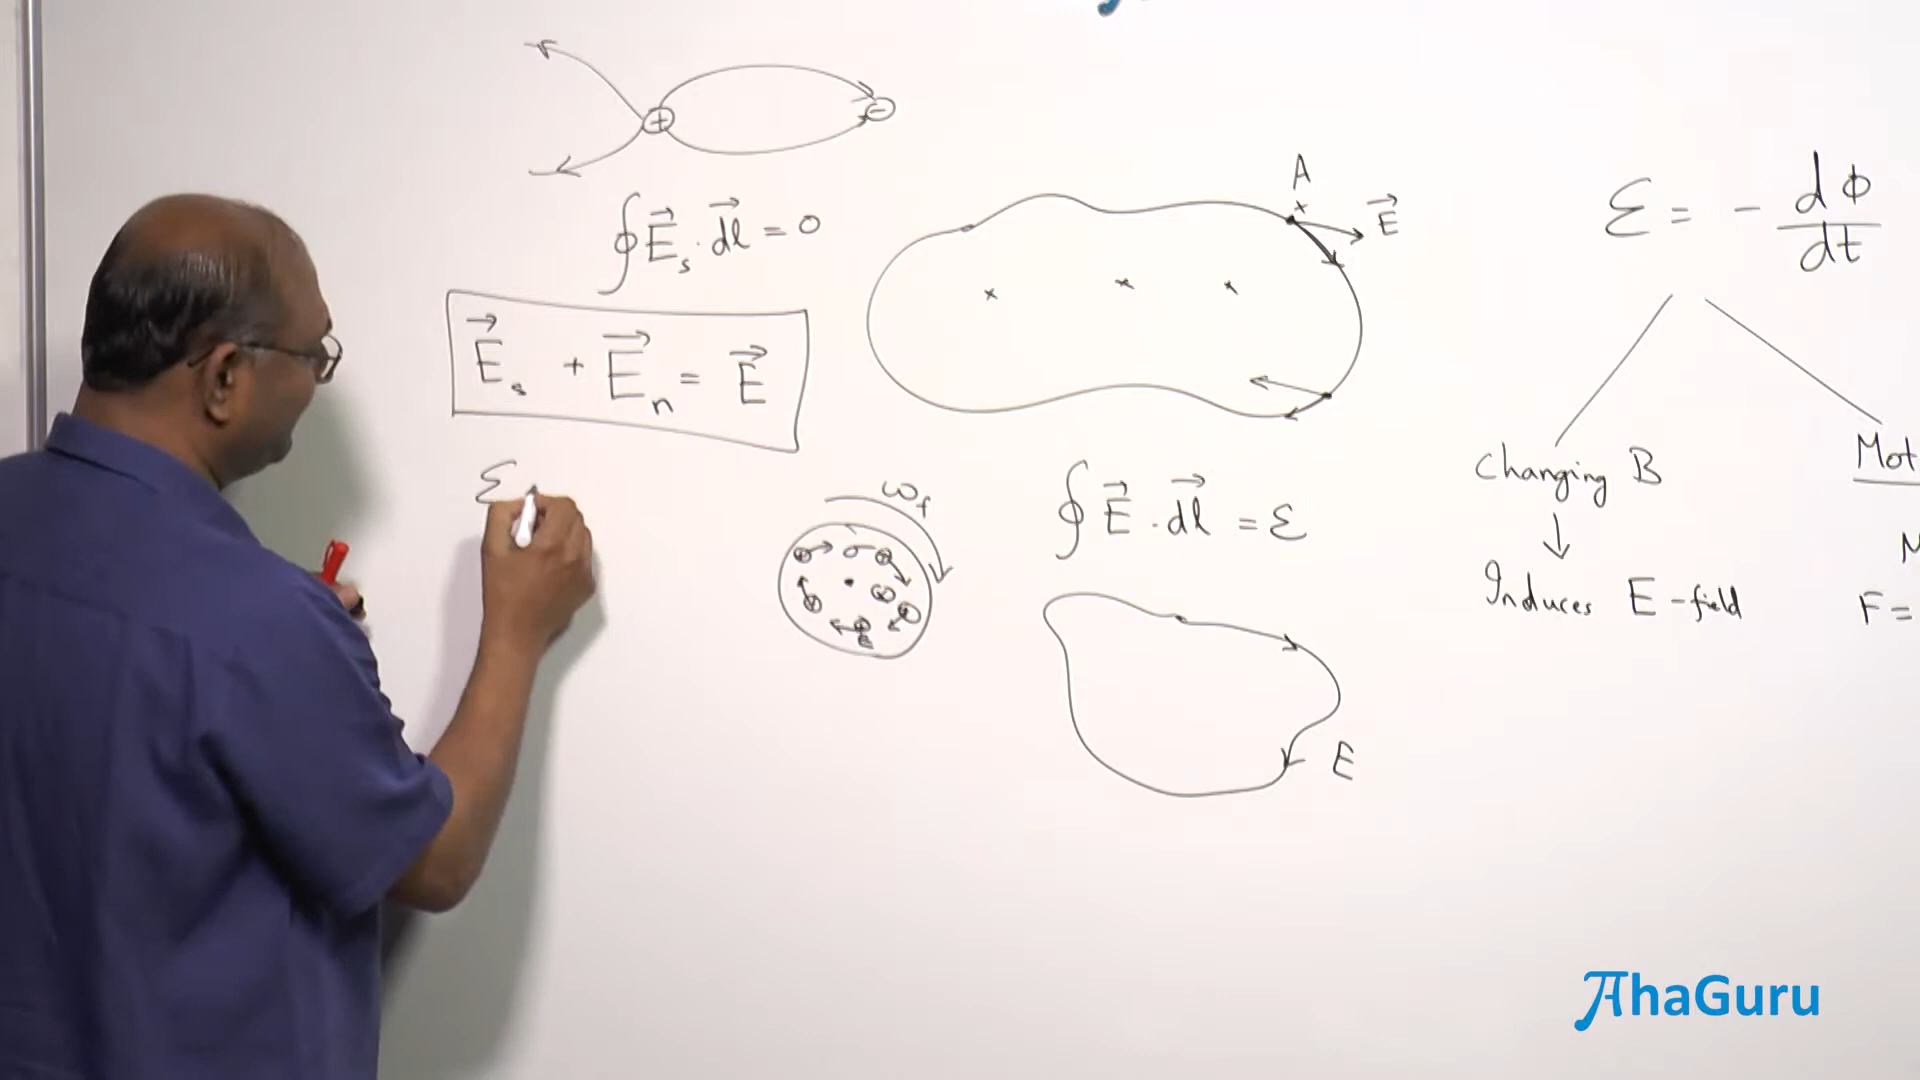 + -
∮ E⃗ₛ · dl⃗ = 0
E⃗ₛ + E⃗ₙ = E⃗
ℰ
A
E⃗
ω_f
∮ E⃗ · dl⃗ = ℰ
E
ℰ = - dϕ/dt
Changing B
↓
Induces E-field
Mot
F =
AhaGuru